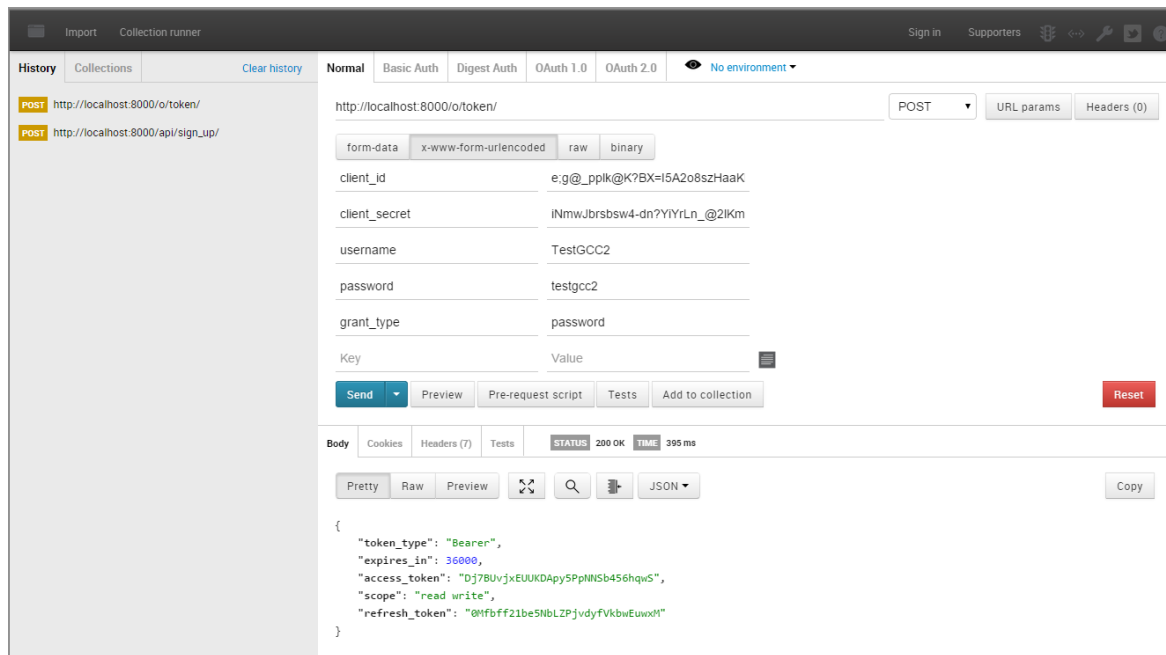 Import Collection runner Sign in Supporters
History Collections Clear history Normal Basic Auth Digest Auth OAuth 1.0 OAuth 2.0 No environment
POST http://localhost:8000/o/token/
POST http://localhost:8000/api/sign_up/
http://localhost:8000/o/token/ POST URL params Headers (0)
form-data x-www-form-urlencoded raw binary
client_id e;g@_pplk@K?BX=I5A2o8szHaaK
client_secret iNmwJbrsbsw4-dn?YiYrLn_@2IKm
username TestGCC2
password testgcc2
grant_type password
Key Value
Send Preview Pre-request script Tests Add to collection Reset
Body Cookies Headers (7) Tests STATUS 200 OK TIME 395 ms
Pretty Raw Preview JSON Copy
{
"token_type": "Bearer",
"expires_in": 36000,
"access_token": "Dj7BUvjxEUUKDApy5PpNNSb456hqwS",
"scope": "read write",
"refresh_token": "0Mfbff21be5NbLZPjvdyfVkbwEuwxM"
}